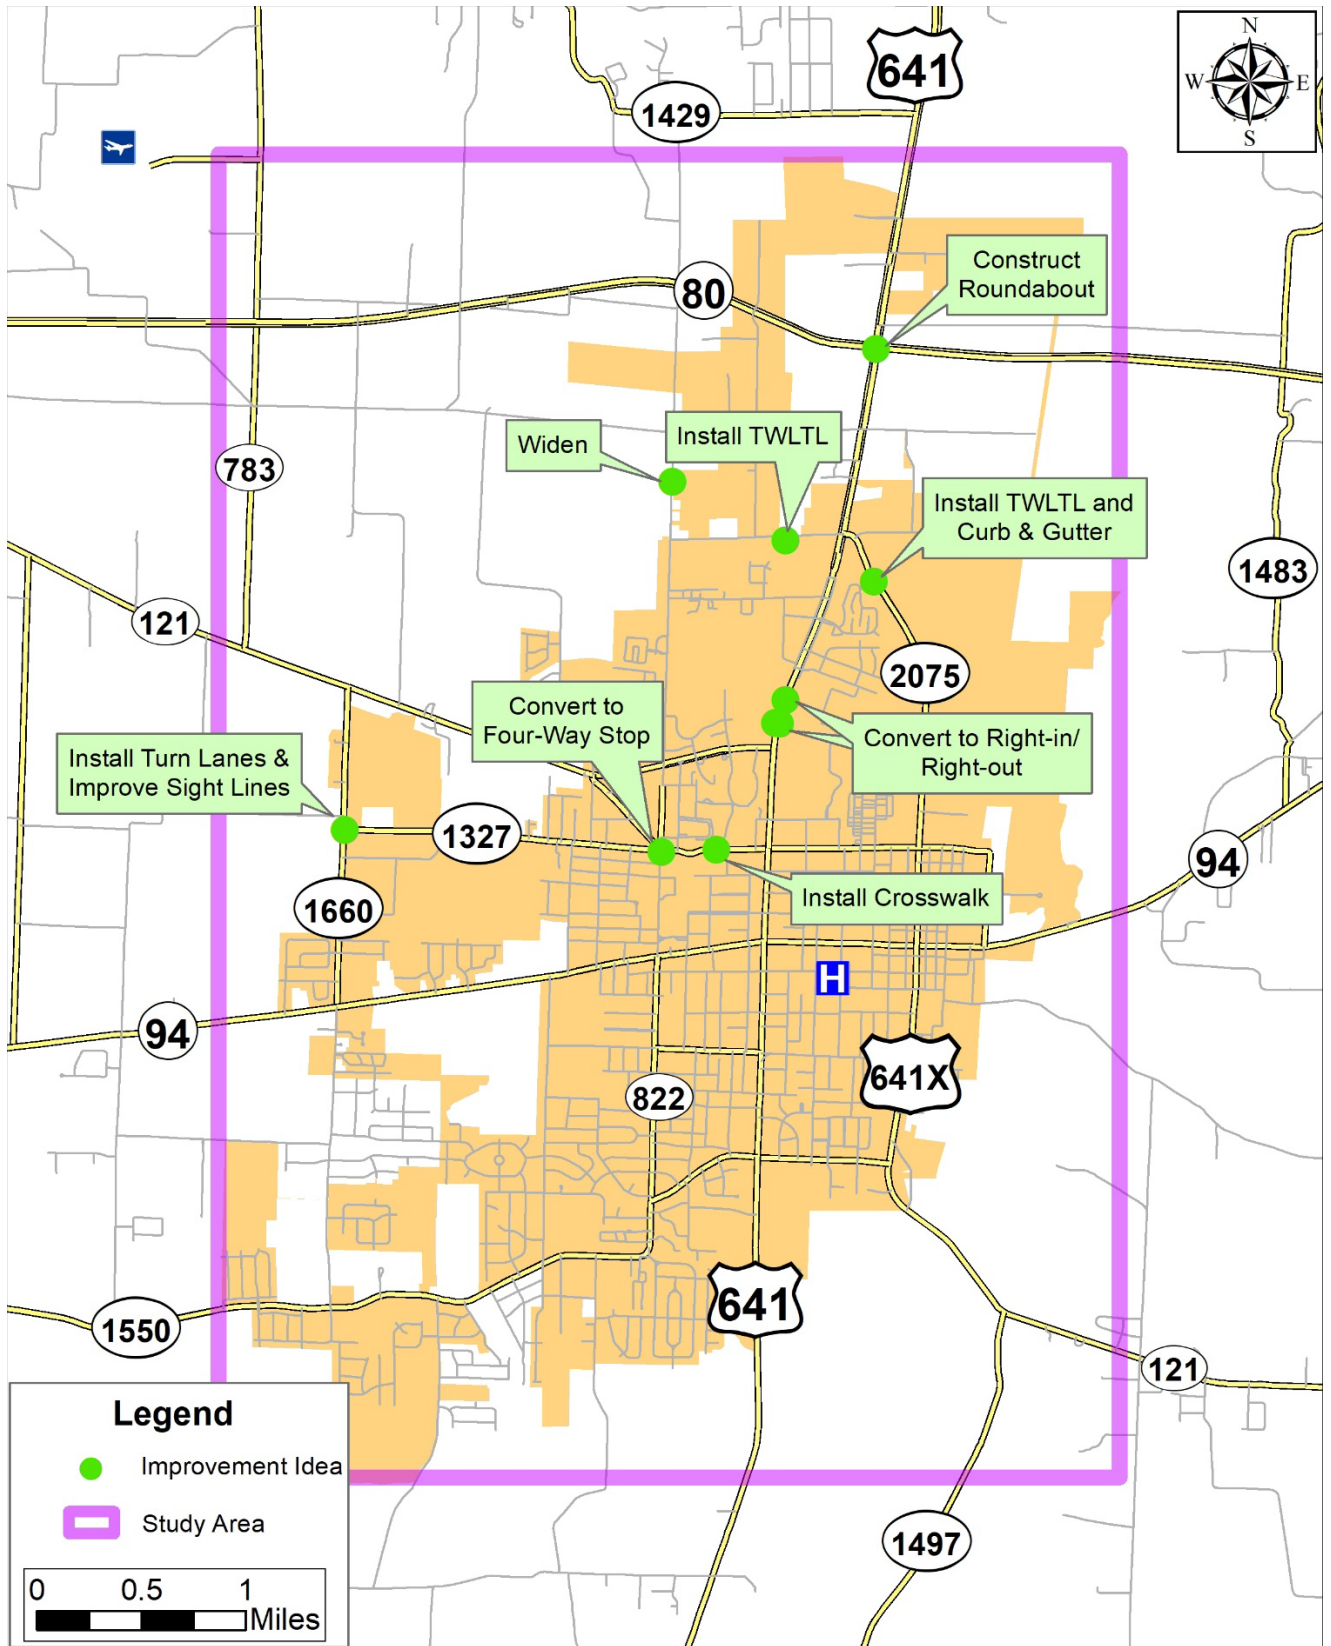 N
W E
S
641
1429
Construct
Roundabout
80
Install TWLTL
Widen
783
Install TWLTL and
Curb & Gutter
1483
121
2075
Convert to
Four-Way Stop
Convert to Right-in/
Right-out
Install Turn Lanes &
Improve Sight Lines
1327
94
Install Crosswalk
1660
H
94
641X
822
641
1550
121
Legend
Improvement Idea
Study Area
1497
0 0.5 1
Miles